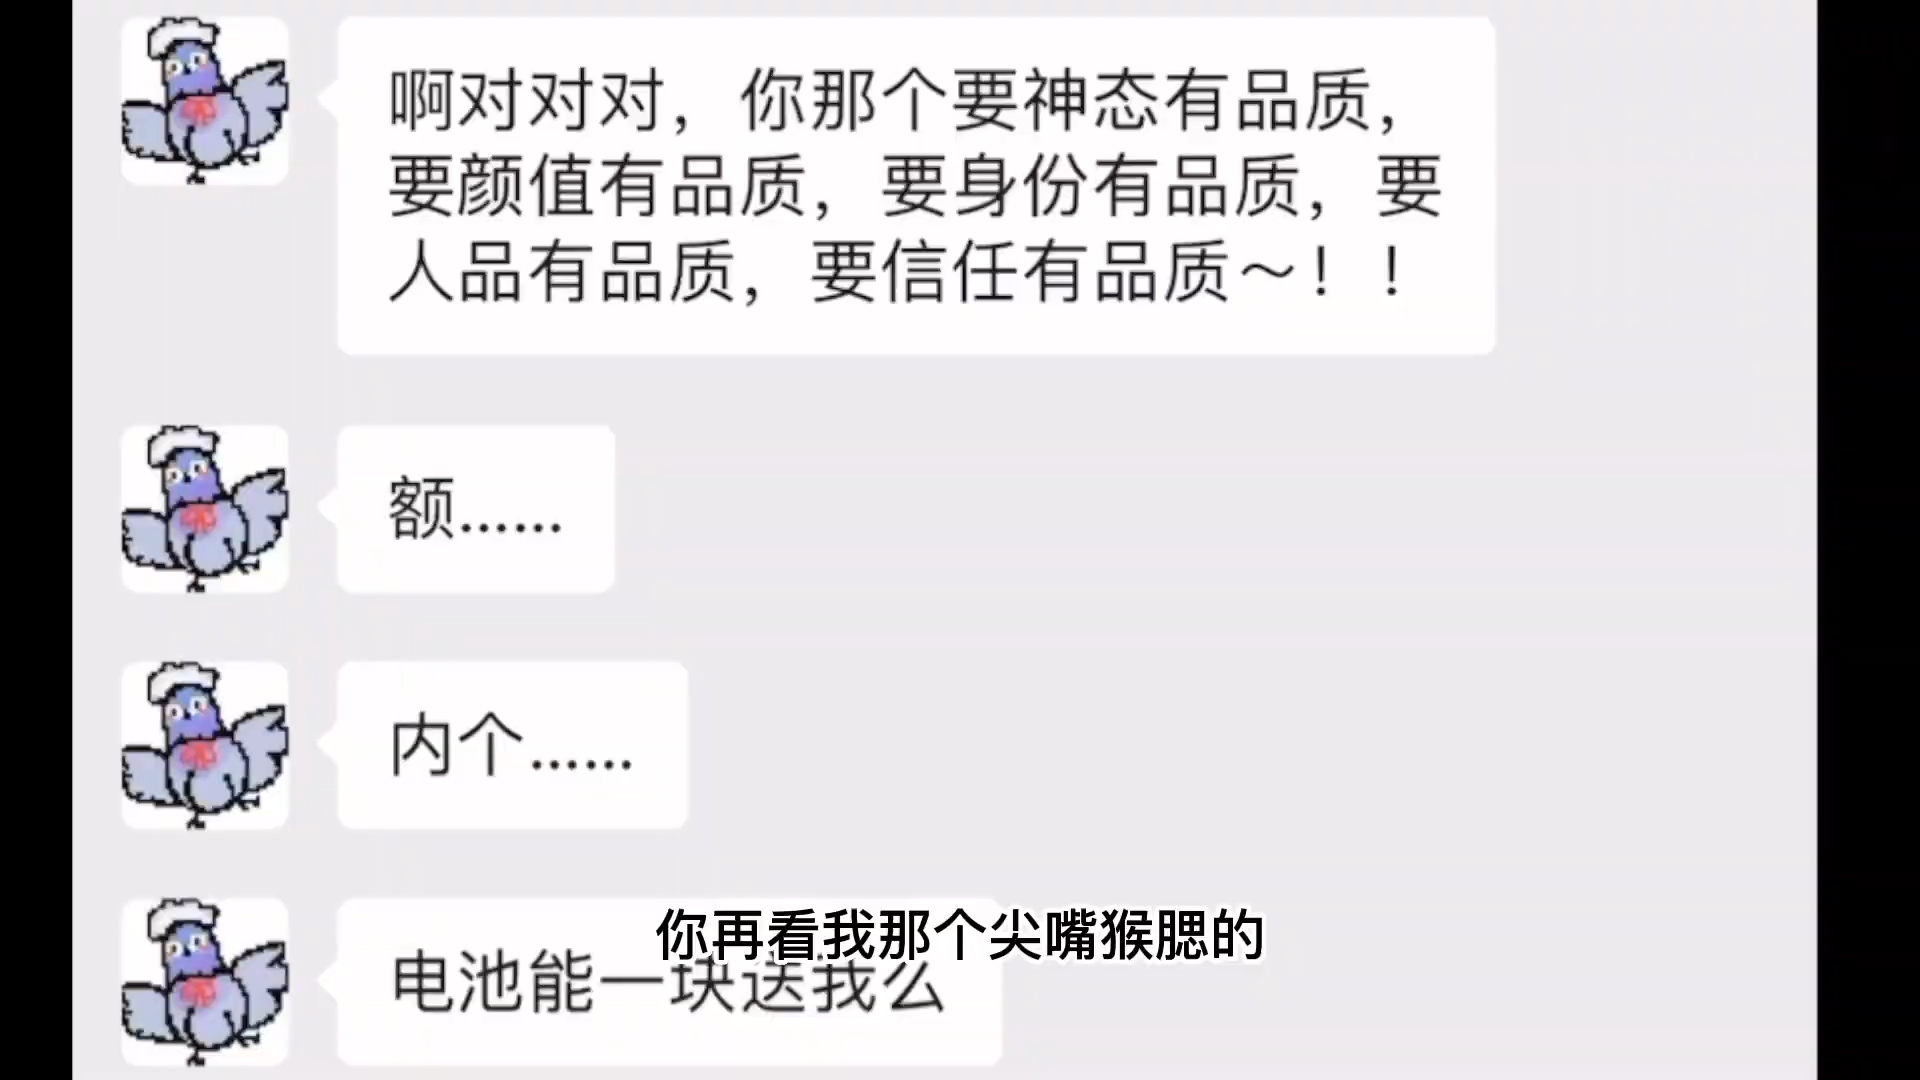 啊对对对，你那个要神态有品质，
要颜值有品质，要身份有品质，要
人品有品质，要信任有品质～！！
额……
内个……
你再看我那个尖嘴猴腮的
电池能一块送我么